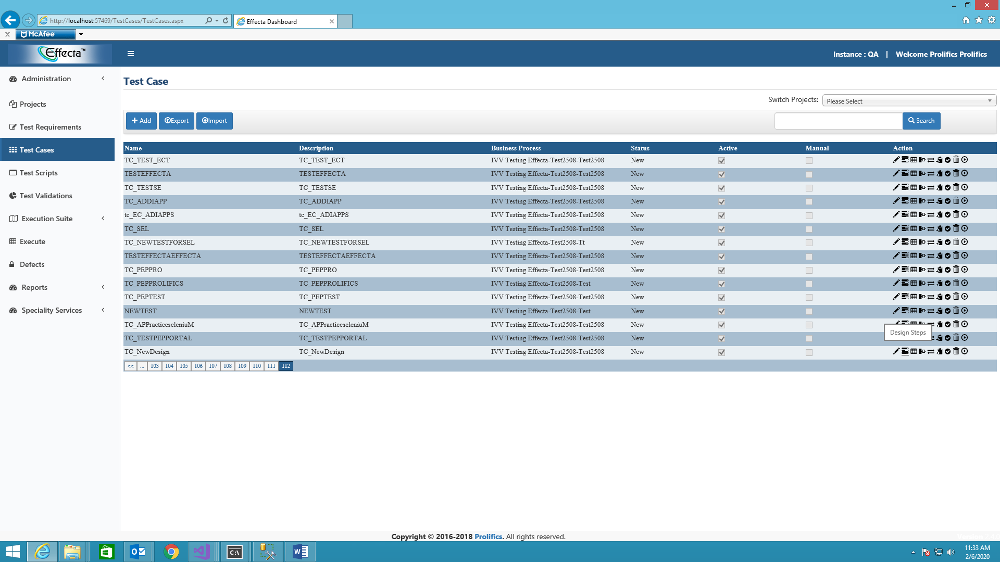 http://localhost:57469/TestCases/TestCases.aspx
Effecta Dashboard
McAfee
Effecta™
Instance : QA | Welcome Prolifics Prolifics
Administration
Projects
Test Requirements
Test Cases
Test Scripts
Test Validations
Execution Suite
Execute
Defects
Reports
Speciality Services
Test Case
Switch Projects: Please Select
Add Export Import Search
Name Description Business Process Status Active Manual Action
TC_TEST_ECT TC_TEST_ECT IVV Testing Effecta-Test2508-Test2508 New
TESTEFFECTA TESTEFFECTA IVV Testing Effecta-Test2508-Test2508 New
TC_TESTSE TC_TESTSE IVV Testing Effecta-Test2508-Test2508 New
TC_ADDIAPP TC_ADDIAPP IVV Testing Effecta-Test2508-Test2508 New
tc_EC_ADIAPPS tc_EC_ADIAPPS IVV Testing Effecta-Test2508-Test2508 New
TC_SEL TC_SEL IVV Testing Effecta-Test2508-Test2508 New
TC_NEWTESTFORSEL TC_NEWTESTFORSEL IVV Testing Effecta-Test2508-Tt New
TESTEFFECTAEFFECTA TESTEFFECTAEFFECTA IVV Testing Effecta-Test2508-Test2508 New
TC_PEPPRO TC_PEPPRO IVV Testing Effecta-Test2508-Test2508 New
TC_PEPPROLIFICS TC_PEPPROLIFICS IVV Testing Effecta-Test2508-Test New
TC_PEPTEST TC_PEPTEST IVV Testing Effecta-Test2508-Test2508 New
NEWTEST NEWTEST IVV Testing Effecta-Test2508-Test New
TC_APPracticeseleniuM TC_APPracticeseleniuM IVV Testing Effecta-Test2508-Test2508 New
Design Steps
TC_TESTPEPPORTAL TC_TESTPEPPORTAL IVV Testing Effecta-Test2508-Test2508 New
TC_NewDesign TC_NewDesign IVV Testing Effecta-Test2508-Test2508 New
<< ... 103 104 105 106 107 108 109 110 111 112
Copyright © 2016-2018 Prolifics. All rights reserved.
C:\
11:33 AM
2/6/2020